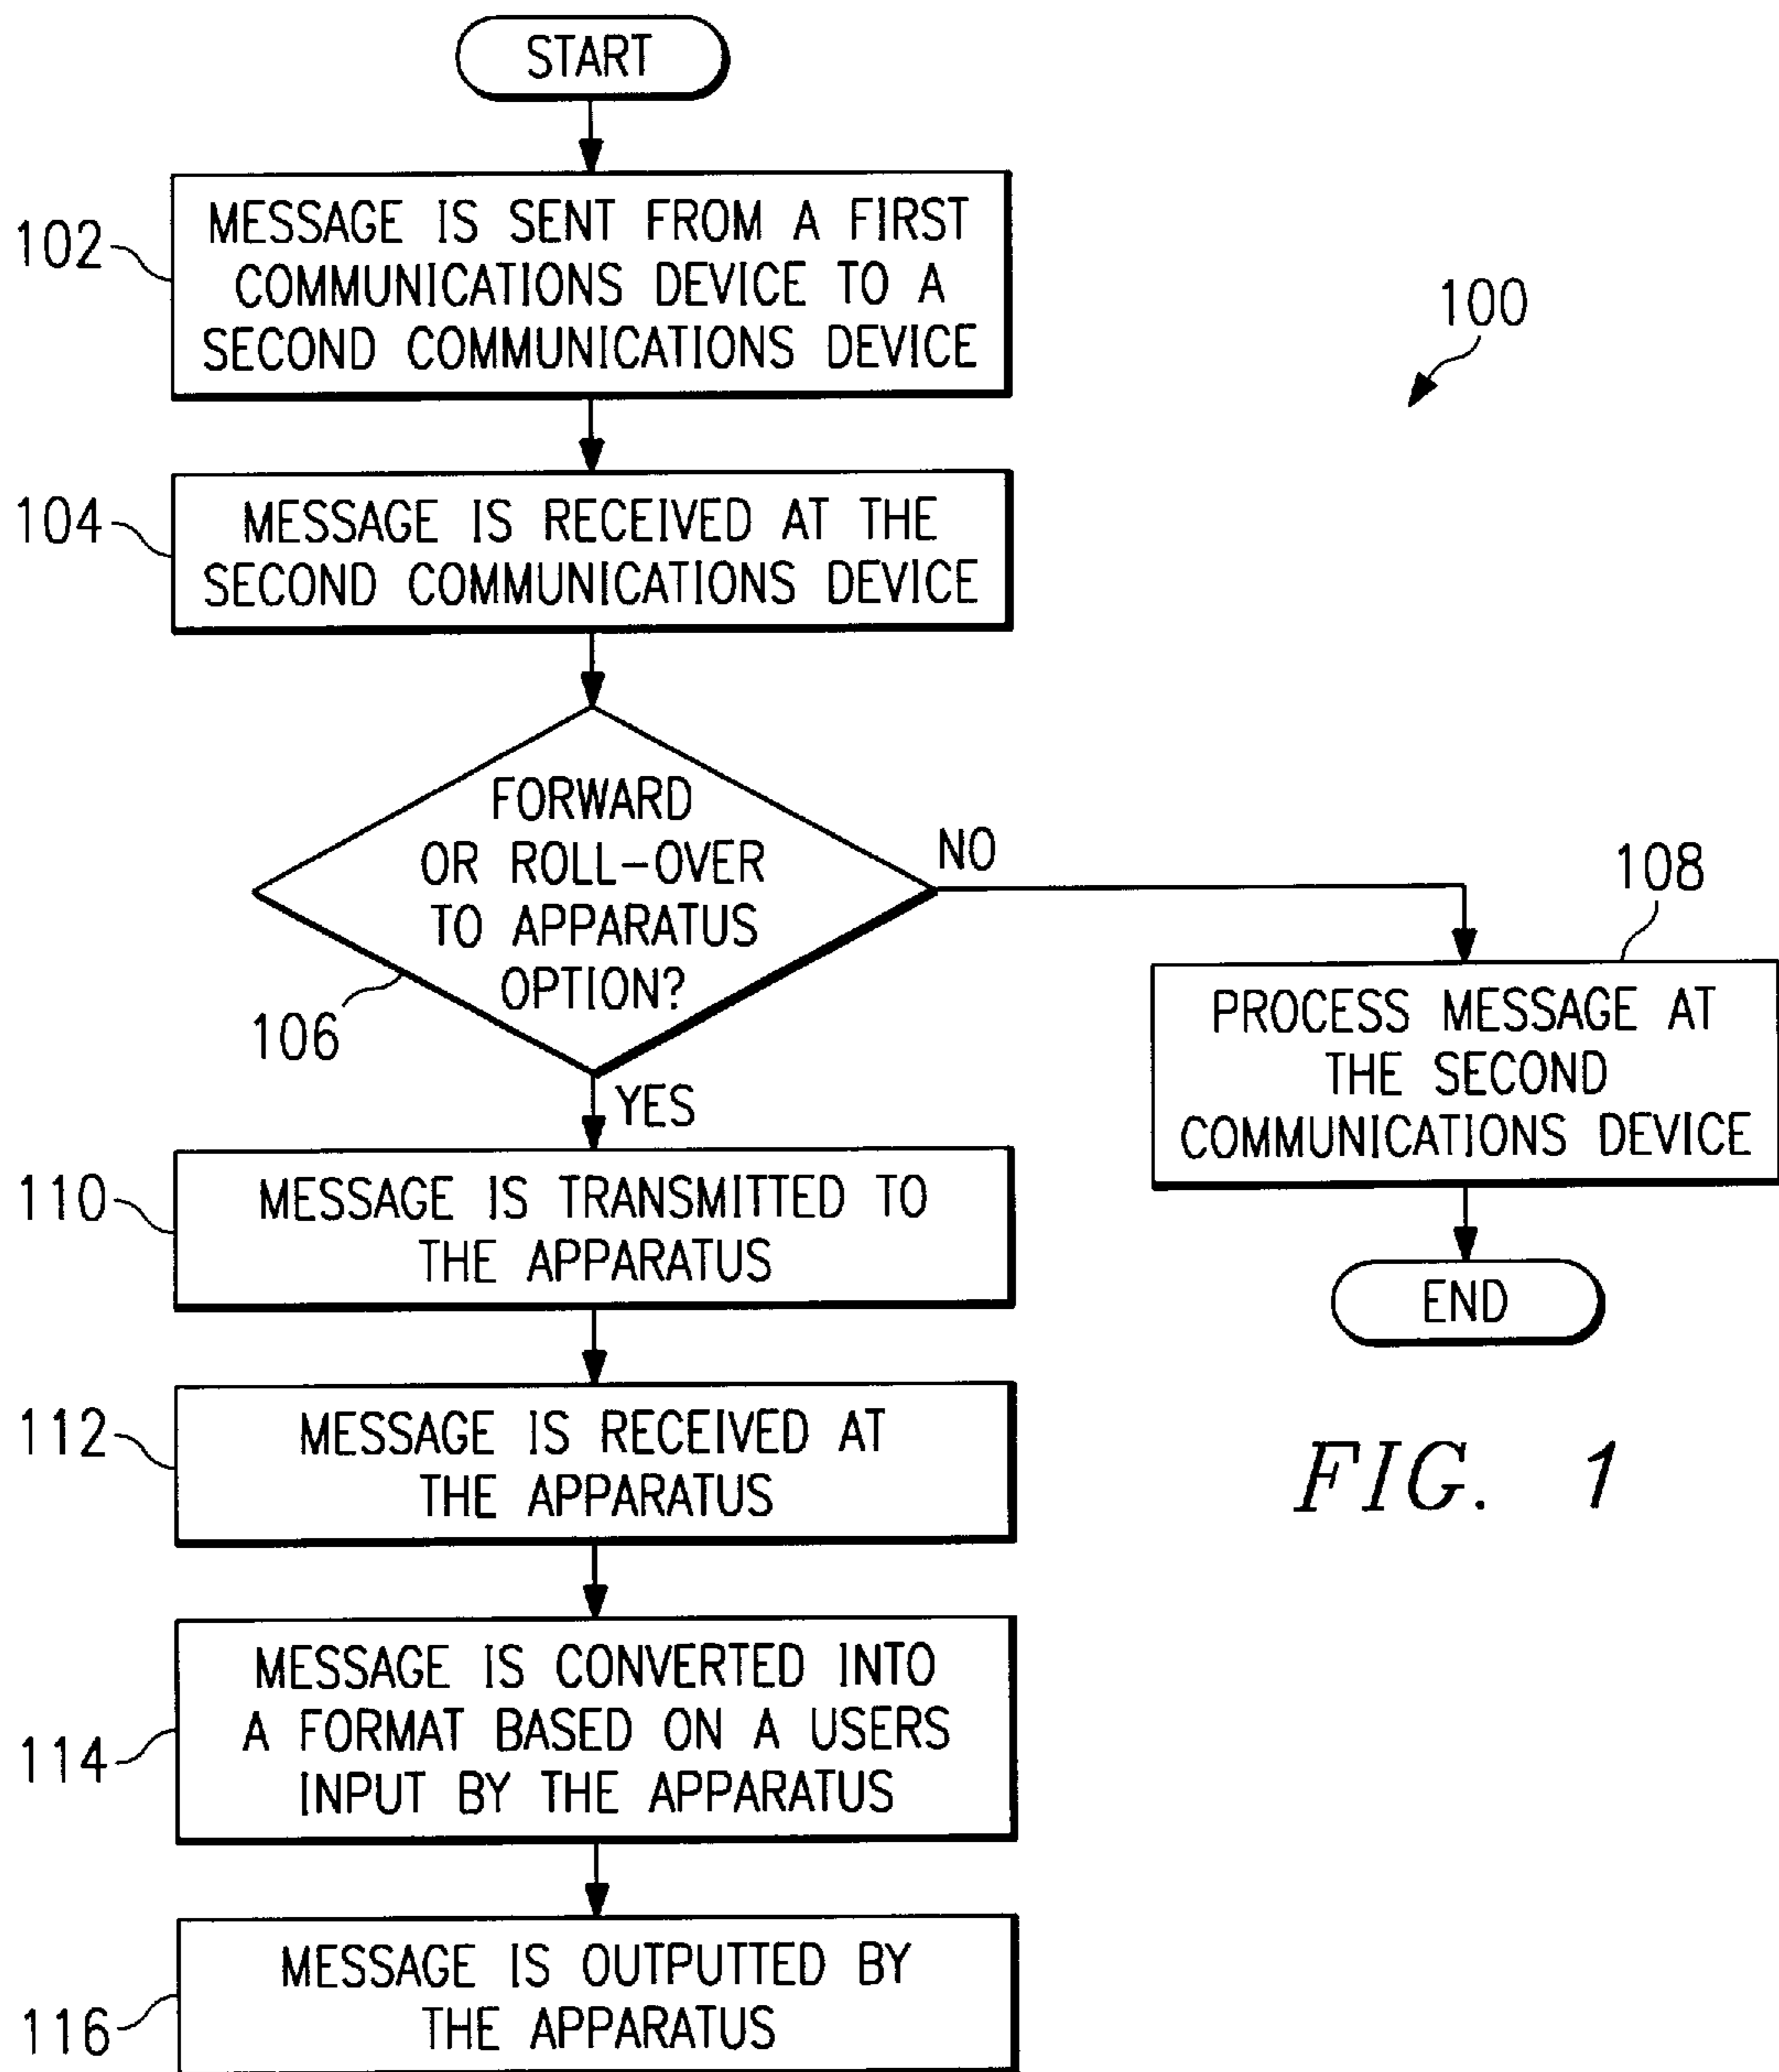 START
102
MESSAGE IS SENT FROM A FIRST
COMMUNICATIONS DEVICE TO A
SECOND COMMUNICATIONS DEVICE
100
104
MESSAGE IS RECEIVED AT THE
SECOND COMMUNICATIONS DEVICE
FORWARD
OR ROLL-OVER
TO APPARATUS
OPTION?
106
NO
108
PROCESS MESSAGE AT
THE SECOND
COMMUNICATIONS DEVICE
END
YES
110
MESSAGE IS TRANSMITTED TO
THE APPARATUS
112
MESSAGE IS RECEIVED AT
THE APPARATUS
FIG. 1
114
MESSAGE IS CONVERTED INTO
A FORMAT BASED ON A USERS
INPUT BY THE APPARATUS
116
MESSAGE IS OUTPUTTED BY
THE APPARATUS